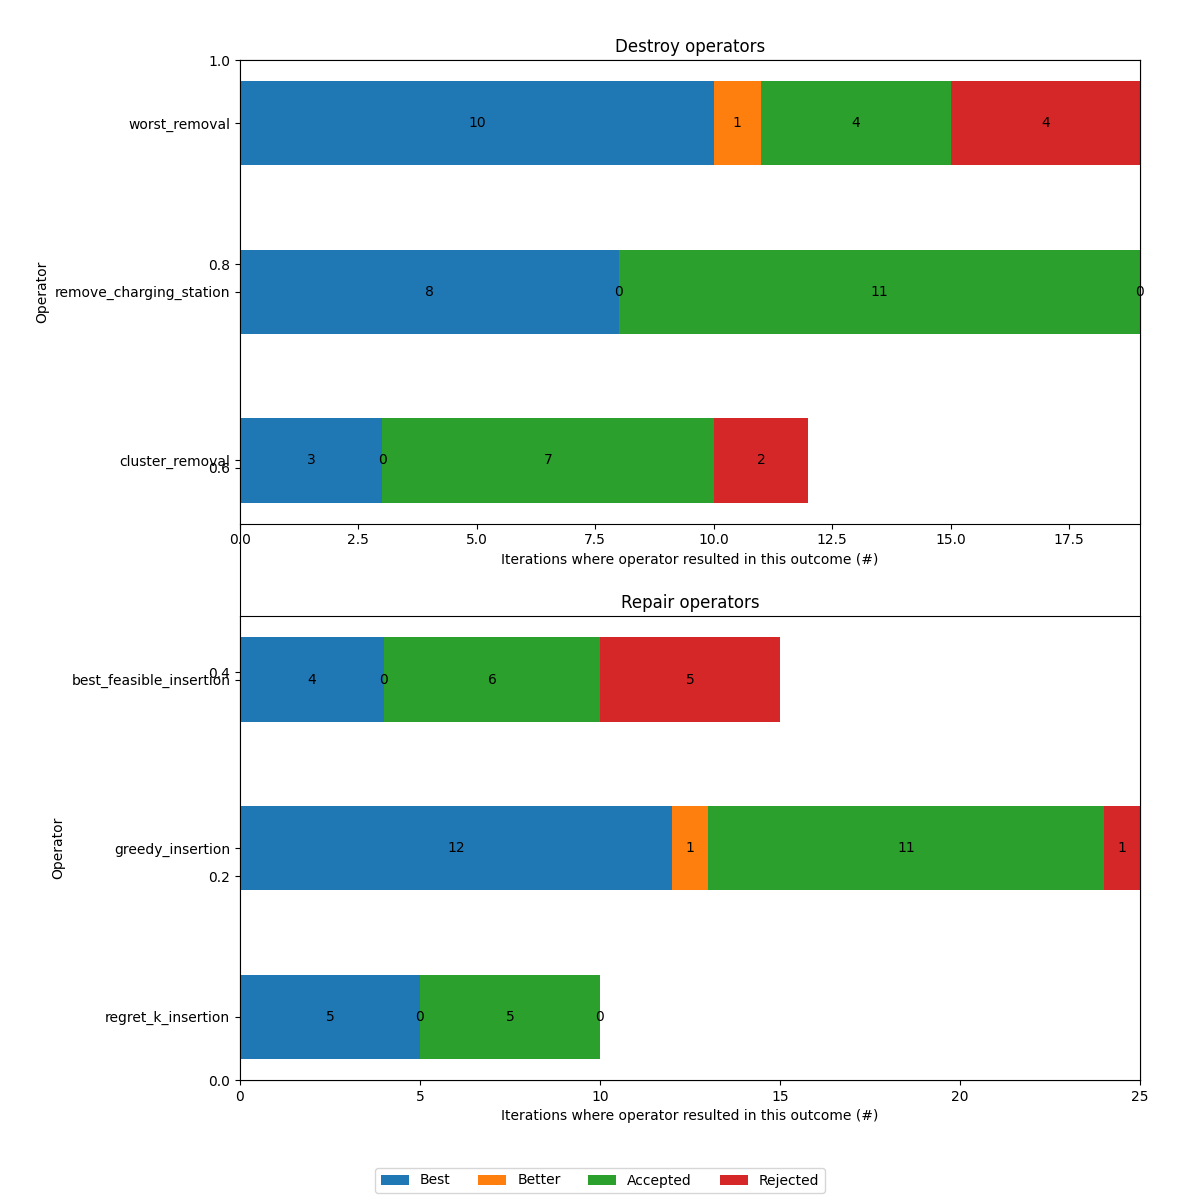 Destroy operators
1.0
worst_removal
10 1 4 4
0.8
Operator
remove_charging_station
8 0 11 0
cluster_removal
3 0 7 2
0.6
0.0 2.5 5.0 7.5 10.0 12.5 15.0 17.5
Iterations where operator resulted in this outcome (#)
Repair operators
0.4
best_feasible_insertion
4 0 6 5
Operator
greedy_insertion
12 1 11 1
0.2
regret_k_insertion
5 0 5 0
0.0
0 5 10 15 20 25
Iterations where operator resulted in this outcome (#)
Best Better Accepted Rejected